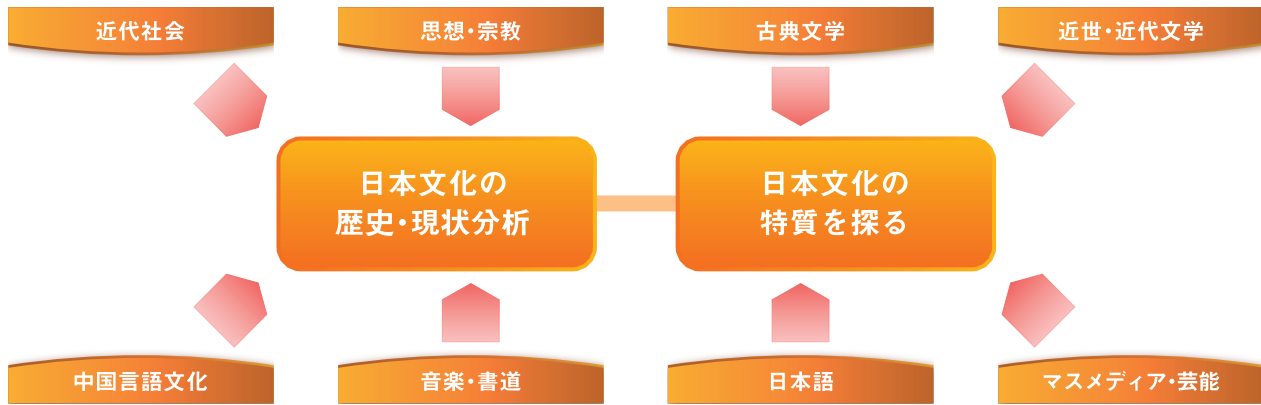 近代社会
思想・宗教
古典文学
近世・近代文学
日本文化の
歴史・現状分析
日本文化の
特質を探る
中国言語文化
音楽・書道
日本語
マスメディア・芸能